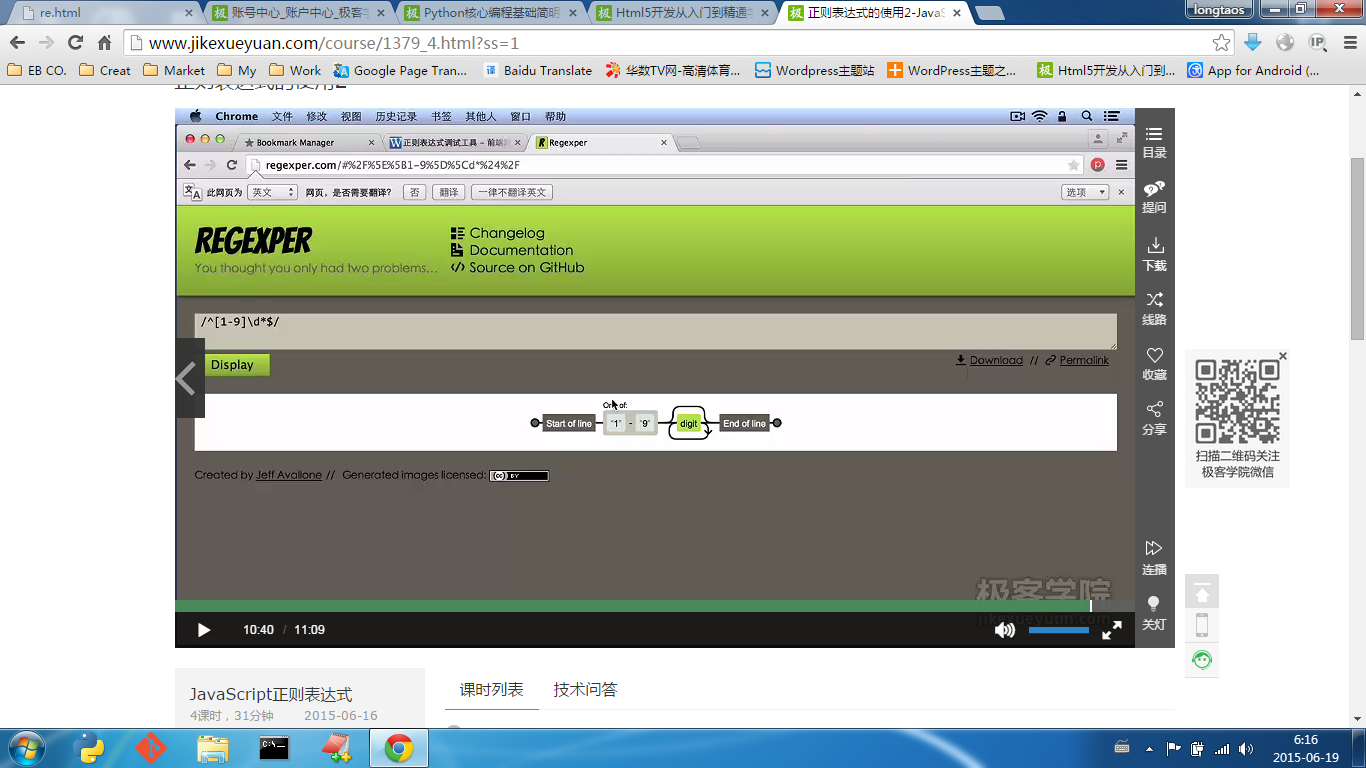 re.html
账号中心_账户中心_极客学
Python核心编程基础简明
Html5开发从入门到精通
正则表达式的使用2-JavaS
longtaos
www.jikexueyuan.com/course/1379_4.html?ss=1
EB CO.
Creat
Market
My
Work
Google Page Tran...
Baidu Translate
华数TV网-高清体育...
Wordpress主题站
WordPress主题之...
Html5开发从入门到...
App for Android (...
正则表达式的使用2
Chrome 文件 修改 视图 历史记录 书签 其他人 窗口 帮助
Bookmark Manager
正则表达式调试工具 – 前端
Regexper
regexper.com/#%2F%5E%5B1-9%5D%5Cd*%24%2F
此网页为 英文 网页，是否需要翻译? 否 翻译 一律不翻译英文 选项
REGEXPER
You thought you only had two problems...
Changelog
Documentation
Source on GitHub
/^[1-9]\d*$/
Display
Download // Permalink
One of:
Start of line "1" - "9" digit End of line
Created by Jeff Avallone // Generated images licensed: (cc) BY
极客学院
jikexueyuan.com
10:40 / 11:09
目录
提问
下载
线路
收藏
分享
连播
关灯
扫描二维码关注
极客学院微信
JavaScript正则表达式
4课时，31分钟 2015-06-16
课时列表 技术问答
C:\
6:16
2015-06-19